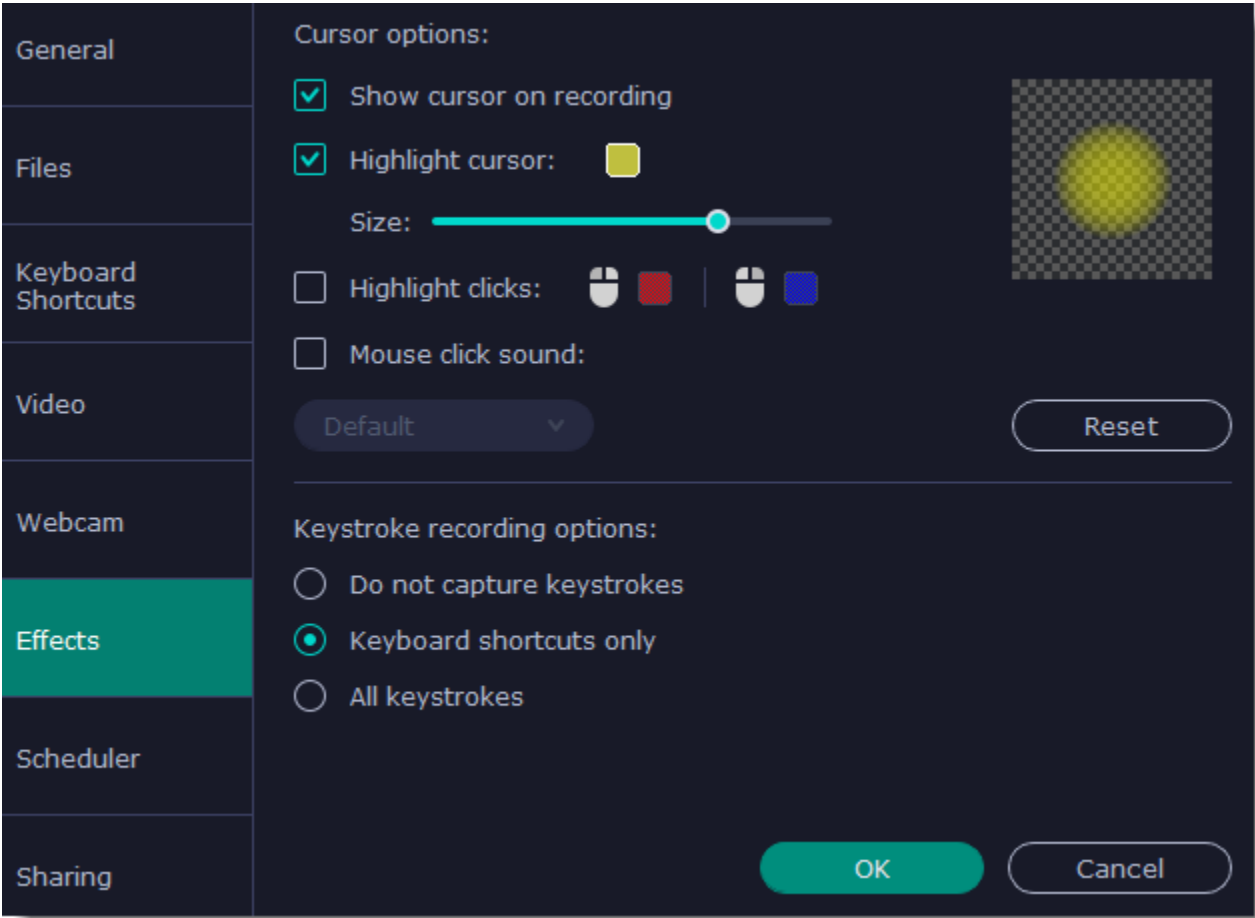 General
Files
Keyboard
Shortcuts
Video
Webcam
Effects
Scheduler
Sharing
Cursor options:
Show cursor on recording
Highlight cursor:
Size:
Highlight clicks:
Mouse click sound:
Default
Reset
Keystroke recording options:
Do not capture keystrokes
Keyboard shortcuts only
All keystrokes
OK
Cancel